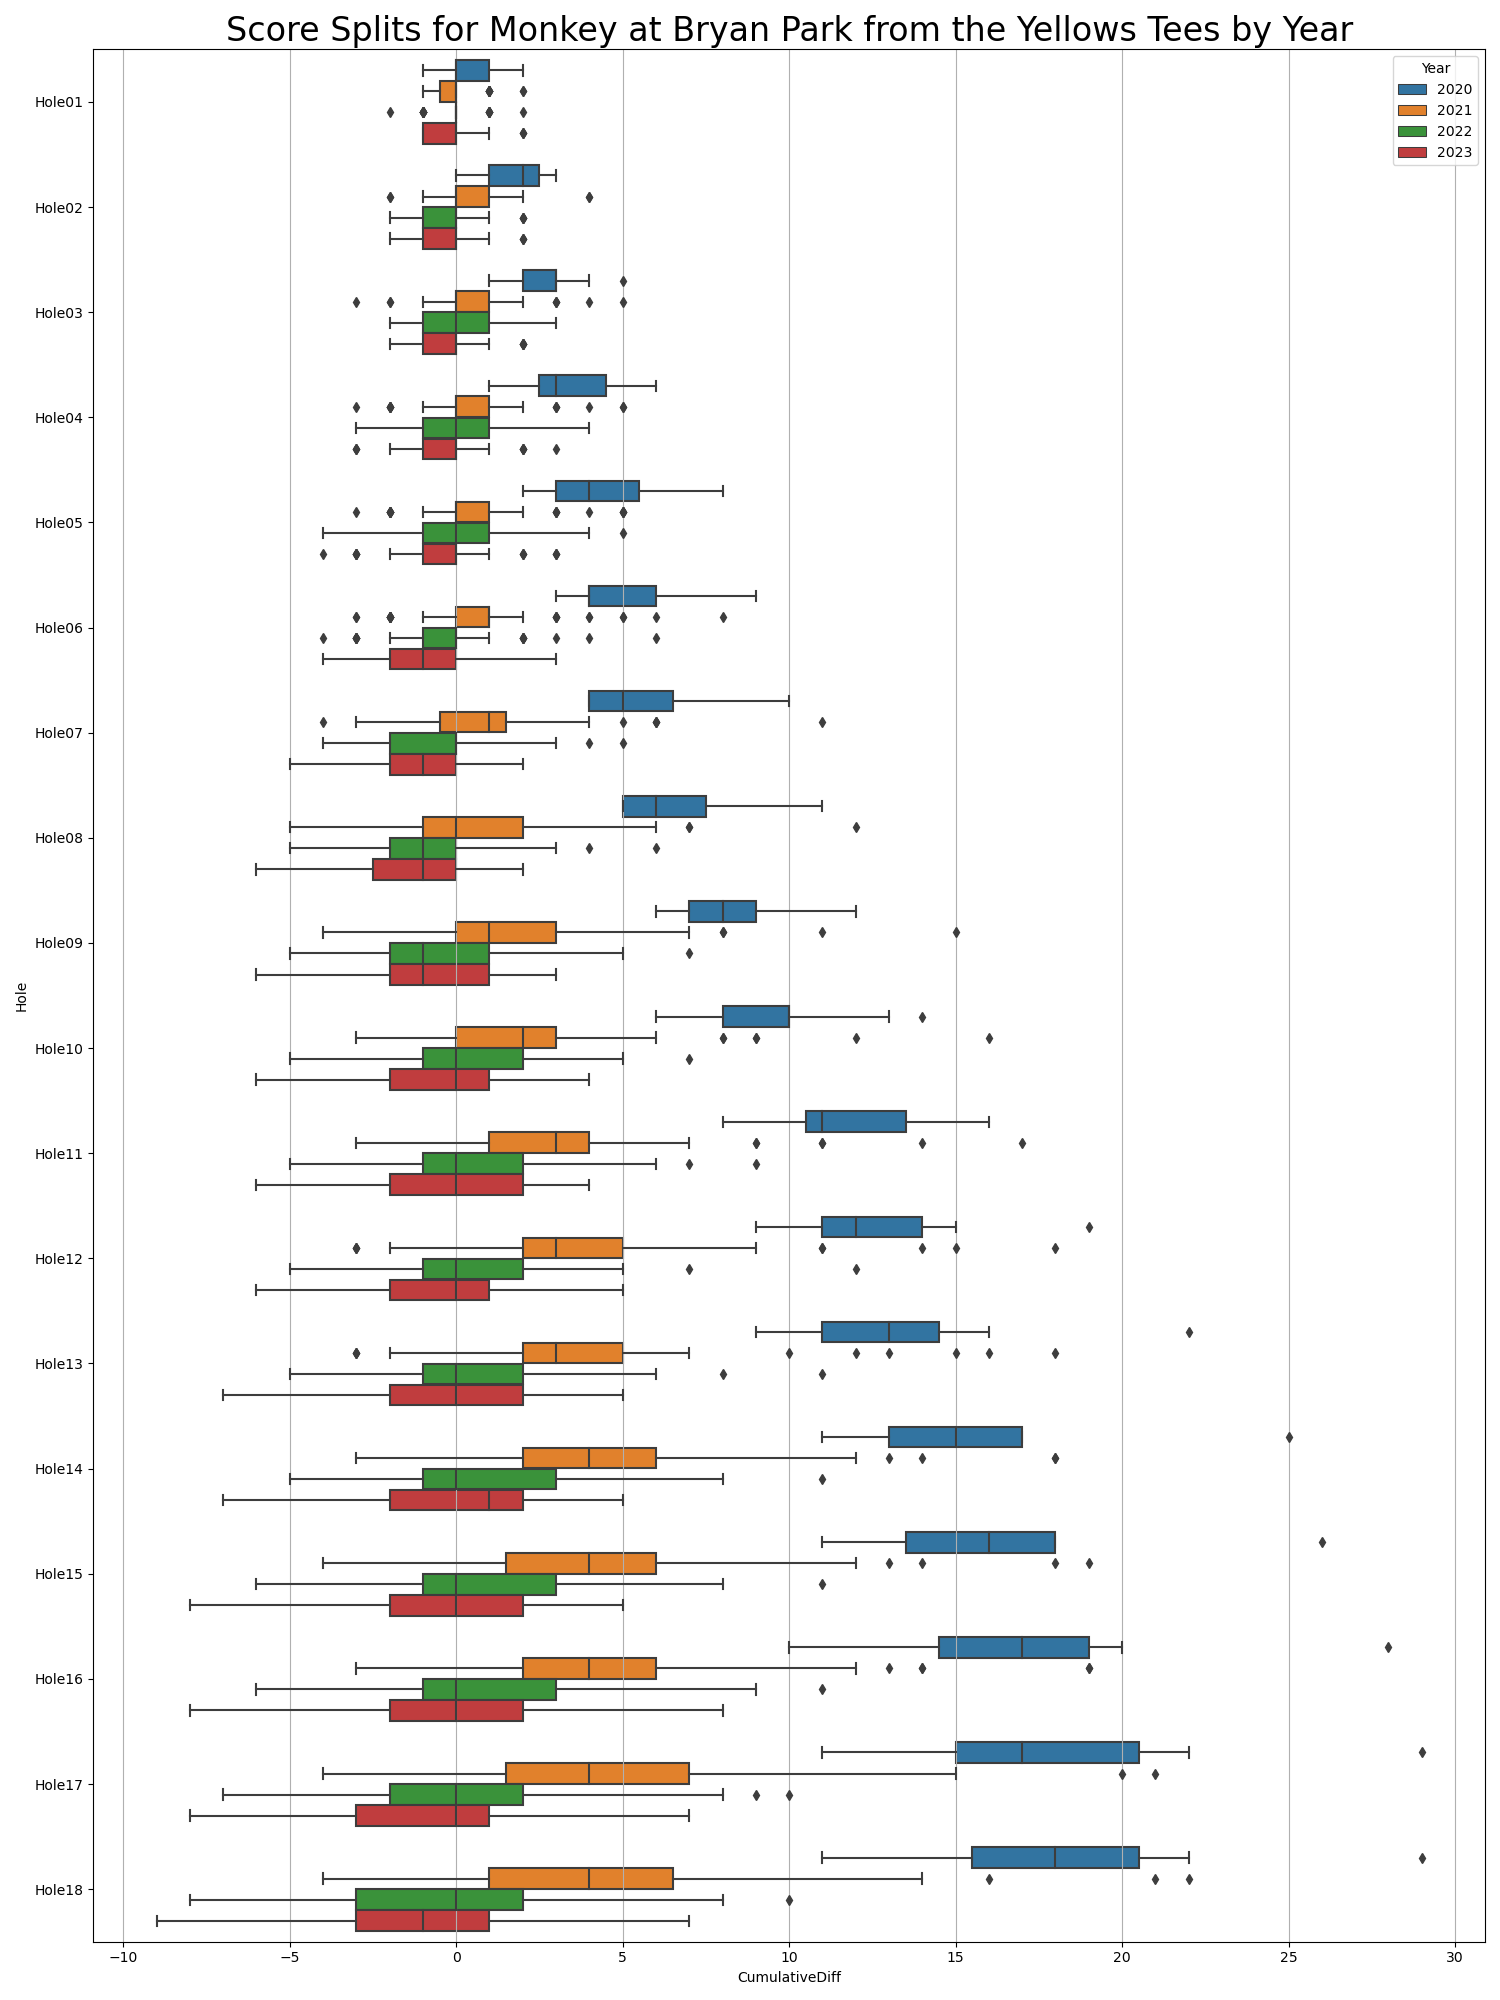 Score Splits for Monkey at Bryan Park from the Yellows Tees by Year
Year
2020
2021
2022
2023
Hole01
Hole02
Hole03
Hole04
Hole05
Hole06
Hole07
Hole08
Hole09
Hole10
Hole11
Hole12
Hole13
Hole14
Hole15
Hole16
Hole17
Hole18
Hole
−10 −5 0 5 10 15 20 25 30
CumulativeDiff